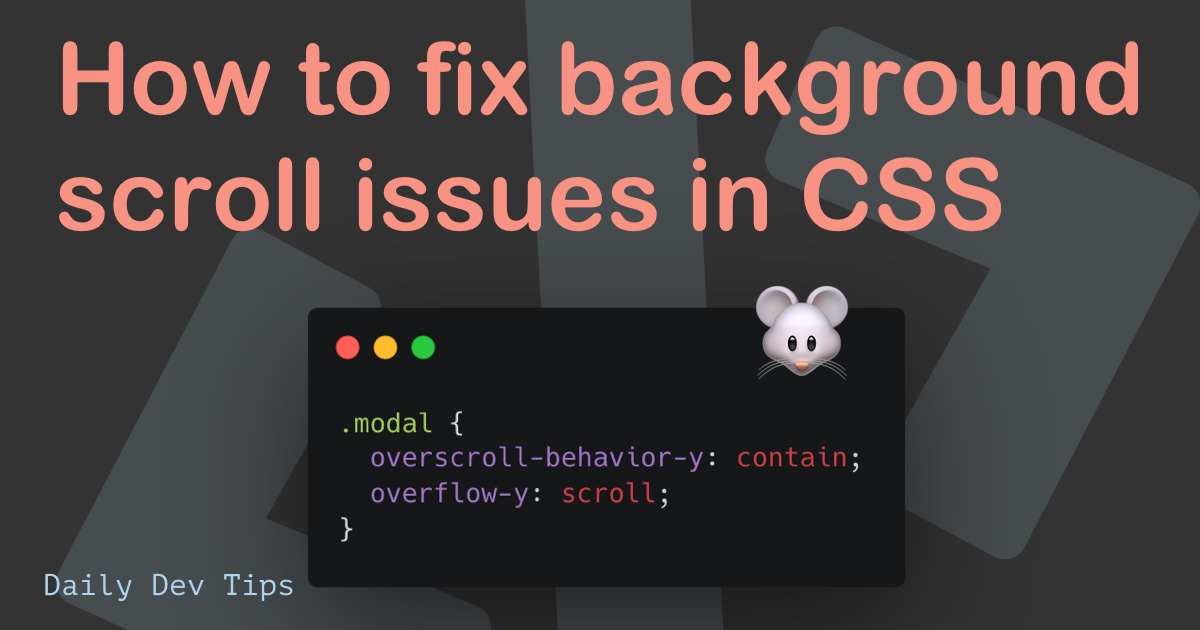 How to fix background
scroll issues in CSS
.modal {
  overscroll-behavior-y: contain;
  overflow-y: scroll;
}
Daily Dev Tips